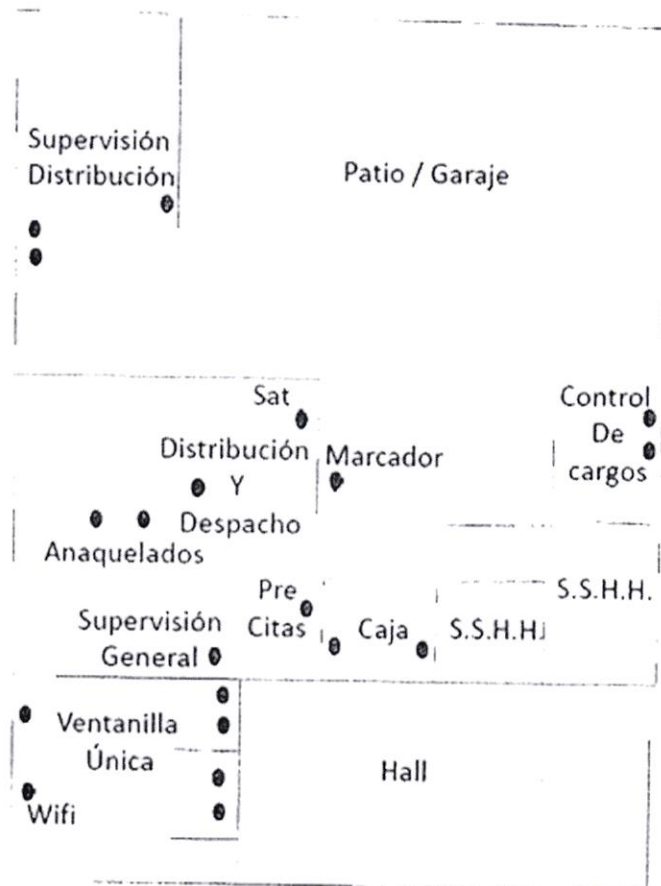 Supervisión
Distribución
Patio / Garaje
Sat
Distribución
Y
Despacho
Marcador
Control
De
cargos
Anaquelados
Pre
Citas
Caja
S.S.H.H
S.S.H.H.
Supervisión
General
Ventanilla
Única
Wifi
Hall